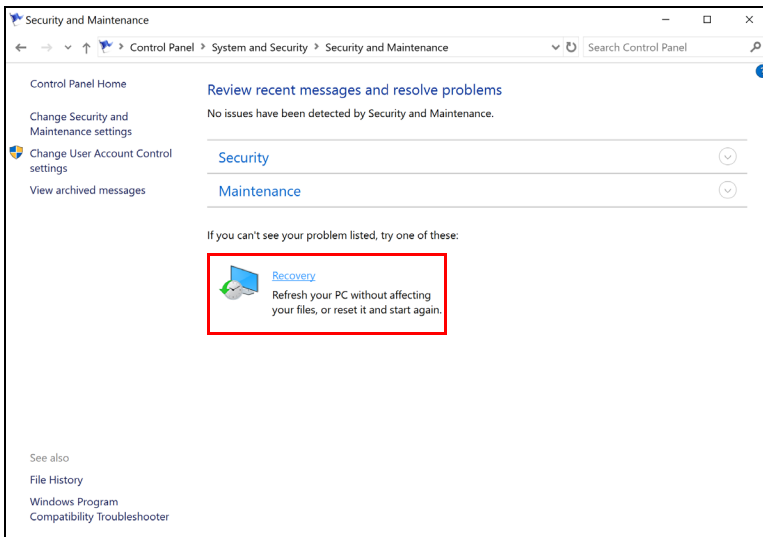 Security and Maintenance
Control Panel > System and Security > Security and Maintenance
Search Control Panel
Control Panel Home
Change Security and
Maintenance settings
Change User Account Control
settings
View archived messages
Review recent messages and resolve problems
No issues have been detected by Security and Maintenance.
Security
Maintenance
If you can't see your problem listed, try one of these:
Recovery
Refresh your PC without affecting
your files, or reset it and start again.
See also
File History
Windows Program
Compatibility Troubleshooter